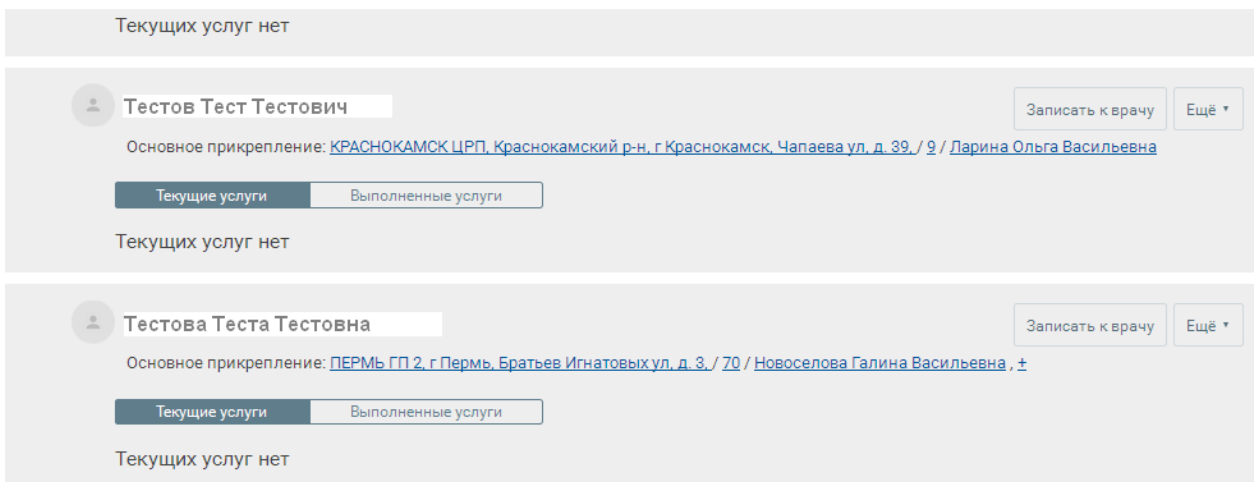 Текущих услуг нет
Тестов Тест Тестович
Записать к врачу
Ещё
Основное прикрепление: КРАСНОКАМСК ЦРП, Краснокамский р-н, г Краснокамск, Чапаева ул, д. 39, / 9 / Ларина Ольга Васильевна
Текущие услуги
Выполненные услуги
Текущих услуг нет
Тестова Теста Тестовна
Записать к врачу
Ещё
Основное прикрепление: ПЕРМЬ ГП 2, г Пермь, Братьев Игнатовых ул, д. 3, / 70 / Новоселова Галина Васильевна , +
Текущие услуги
Выполненные услуги
Текущих услуг нет